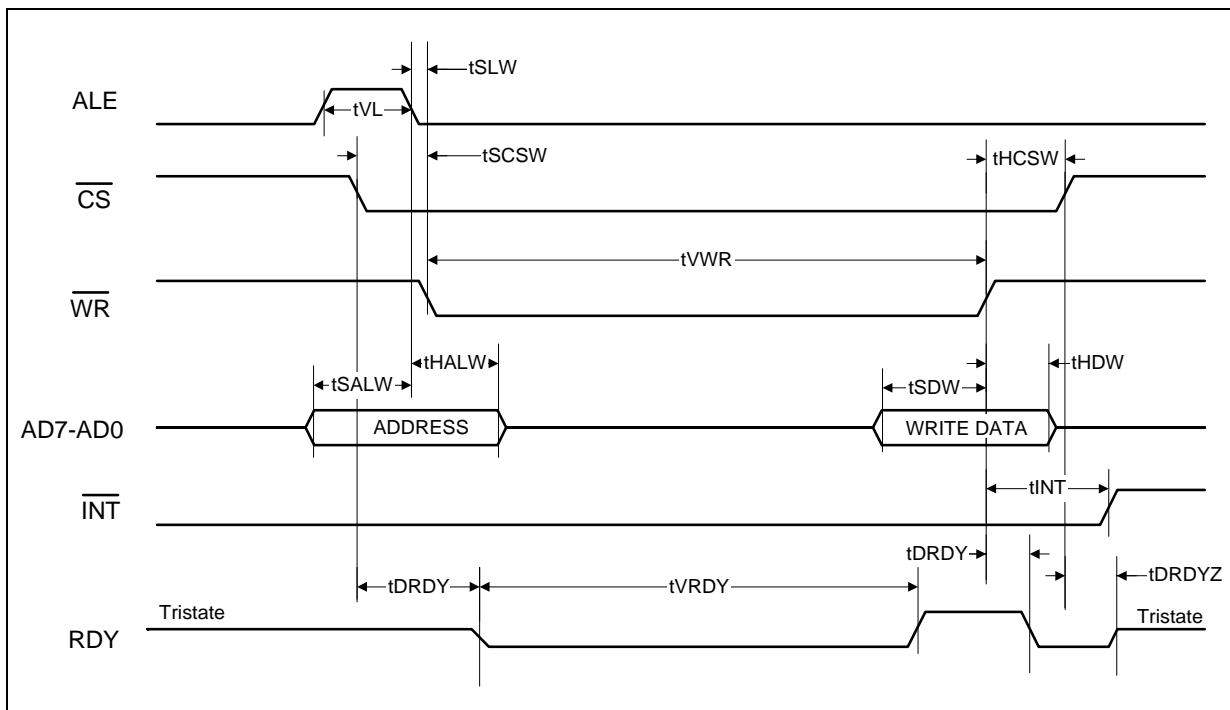 tSLW
ALE
tVL
tSCSW
tHCSW
CS
tVWR
WR
tHALW
tHDW
tSALW
tSDW
AD7-AD0
ADDRESS
WRITE DATA
tINT
INT
tDRDY
tDRDY
tVRDY
tDRDYZ
Tristate
Tristate
RDY